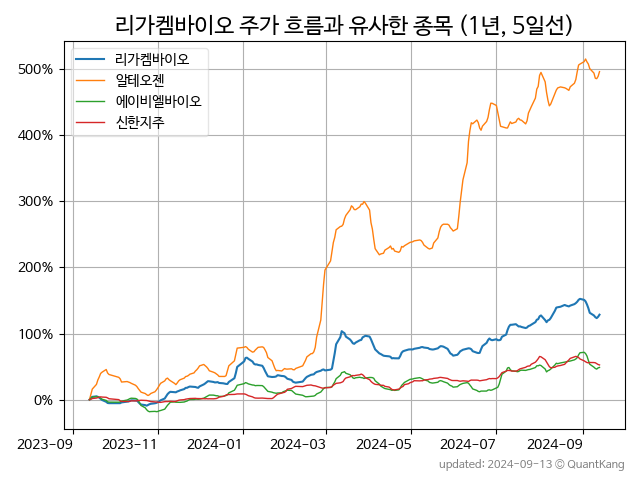 리가켐바이오 주가 흐름과 유사한 종목 (1년, 5일선)
리가켐바이오
알테오젠
에이비엘바이오
신한지주
500%
400%
300%
200%
100%
0%
2023-09 2023-11 2024-01 2024-03 2024-05 2024-07 2024-09
updated: 2024-09-13 © QuantKang